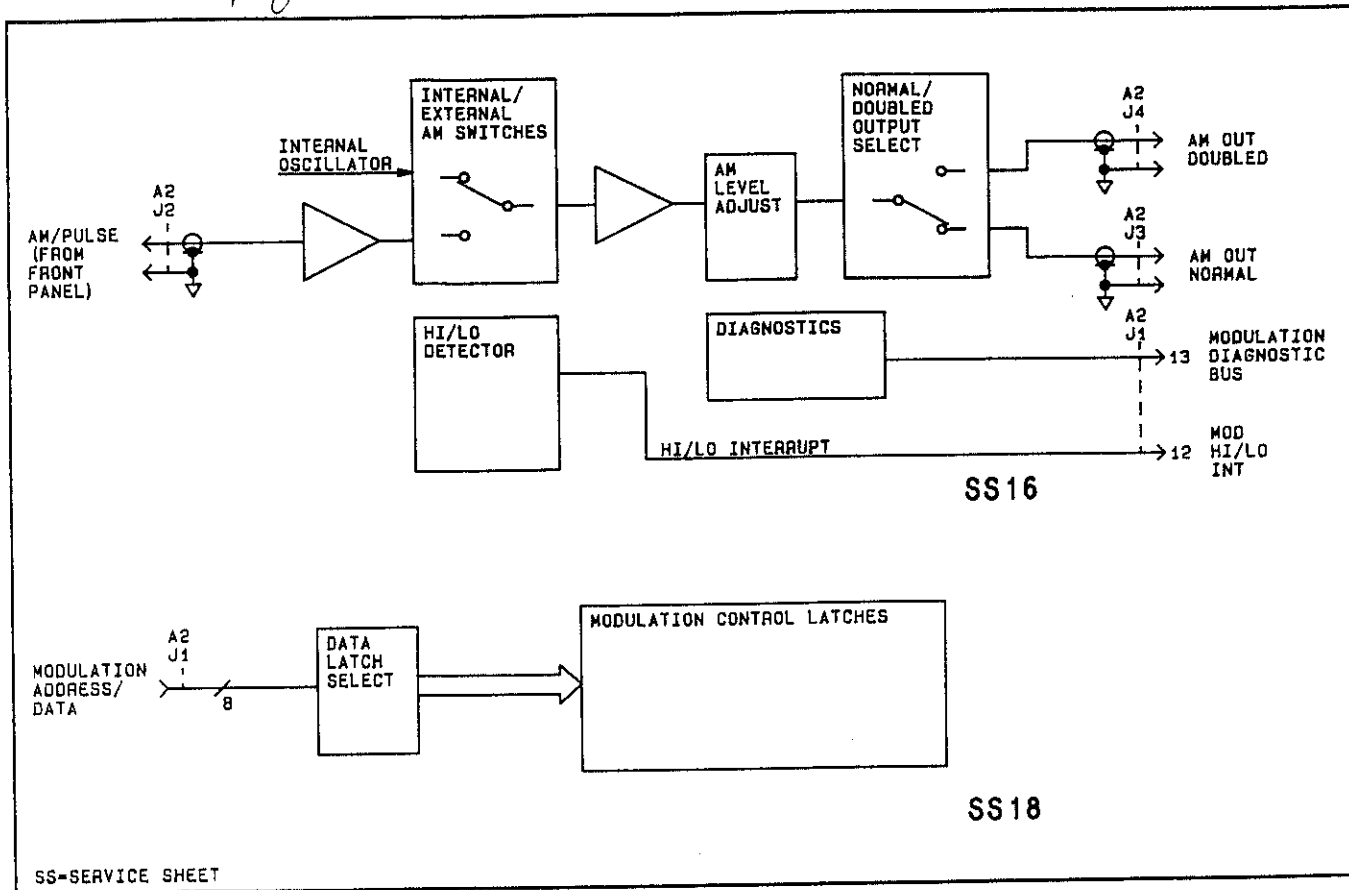 INTERNAL/
EXTERNAL
AM SWITCHES
NORMAL/
DOUBLED
OUTPUT
SELECT
A2
J4
AM OUT
DOUBLED
INTERNAL
OSCILLATOR
AM
LEVEL
ADJUST
A2
J2
AM/PULSE
(FROM
FRONT
PANEL)
A2
J3
AM OUT
NORMAL
HI/LO
DETECTOR
DIAGNOSTICS
A2
J1
13
MODULATION
DIAGNOSTIC
BUS
HI/LO INTERRUPT
12
MOD
HI/LO
INT
SS16
A2
J1
MODULATION
ADDRESS/
DATA
8
DATA
LATCH
SELECT
MODULATION CONTROL LATCHES
SS18
SS=SERVICE SHEET